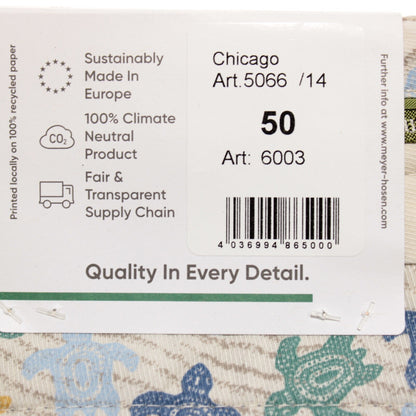 Printed locally on 100% recycled paper
Sustainably
Made In
Europe
CO₂
100% Climate
Neutral
Product
Fair &
Transparent
Supply Chain
Chicago
Art.5066 /14
50
Art: 6003
4 036994 865000
Further info at www.meyer-hosen.com
Quality In Every Detail.